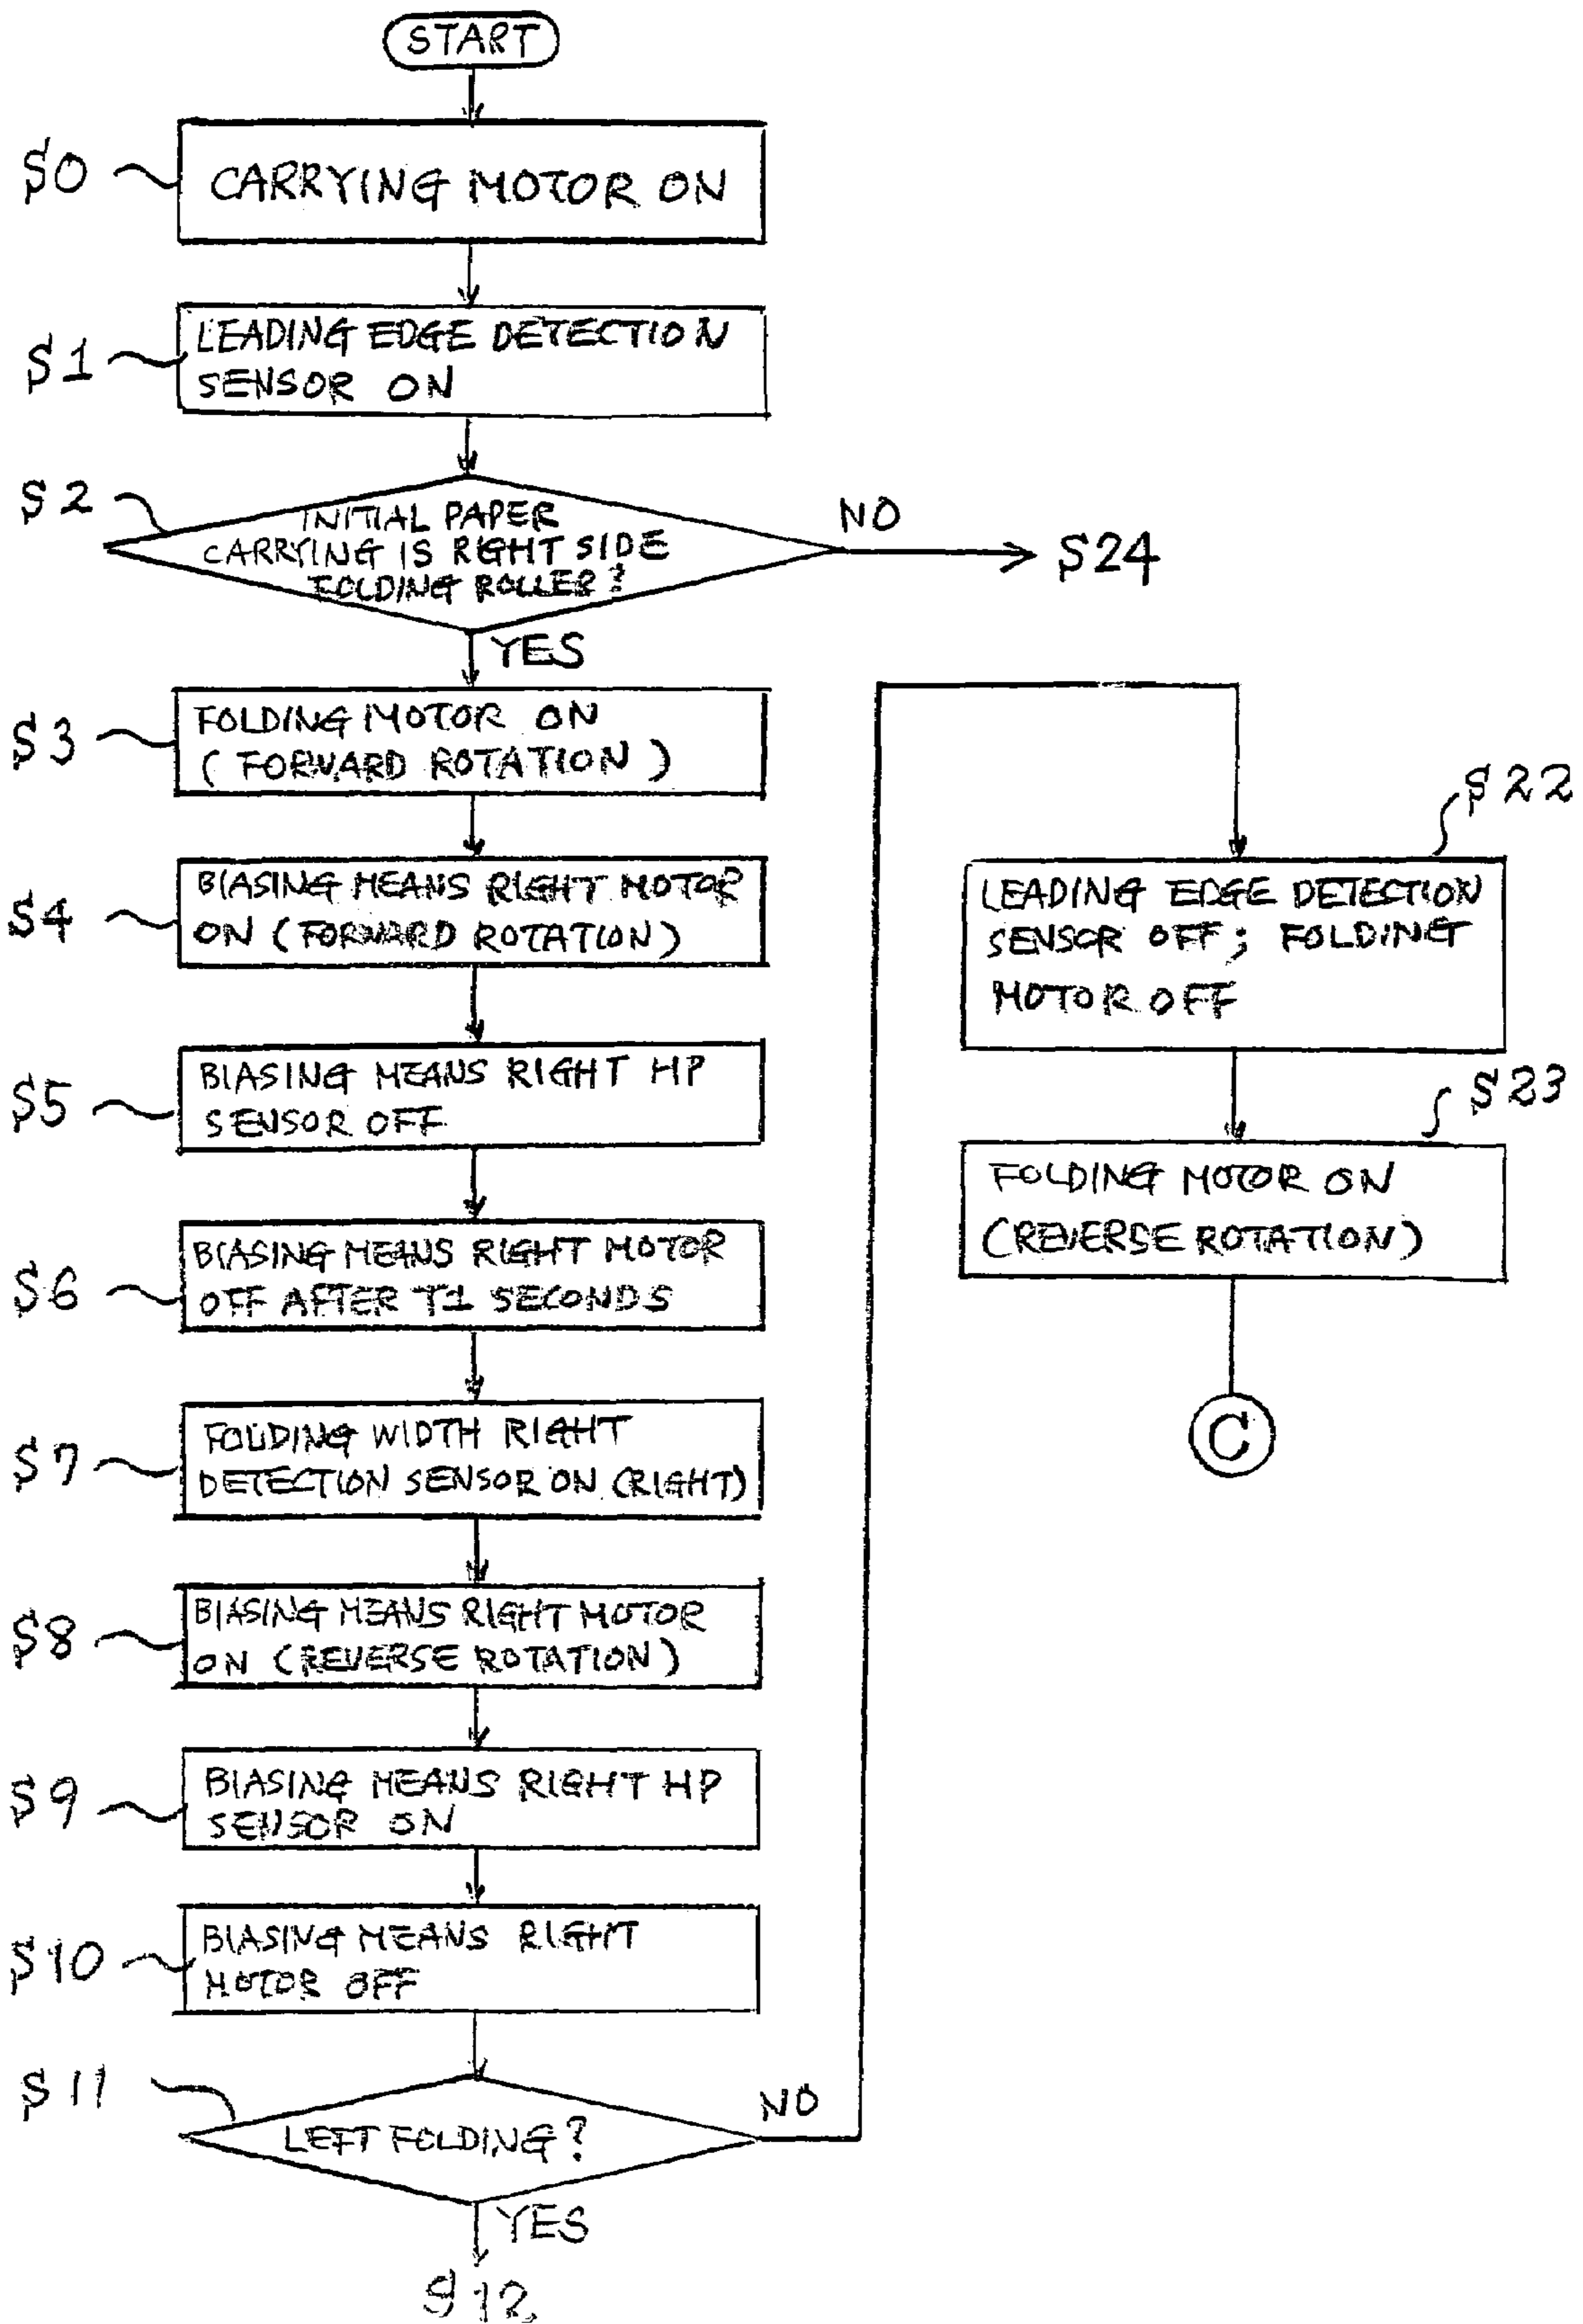 START
S0
CARRYING MOTOR ON
S1
LEADING EDGE DETECTION
SENSOR ON
S2
INITIAL PAPER
CARRYING IS RIGHT SIDE
FOLDING ROLLER?
NO
S24
YES
S3
FOLDING MOTOR ON
(FORWARD ROTATION)
S4
BIASING MEANS RIGHT MOTOR
ON (FORWARD ROTATION)
S5
BIASING MEANS RIGHT HP
SENSOR OFF
S6
BIASING MEANS RIGHT MOTOR
OFF AFTER T1 SECONDS
S7
FOLDING WIDTH RIGHT
DETECTION SENSOR ON (RIGHT)
S8
BIASING MEANS RIGHT MOTOR
ON (REVERSE ROTATION)
S9
BIASING MEANS RIGHT HP
SENSOR ON
S10
BIASING MEANS RIGHT
MOTOR OFF
S11
LEFT FOLDING?
NO
YES
S12
S22
LEADING EDGE DETECTION
SENSOR OFF; FOLDING
MOTOR OFF
S23
FOLDING MOTOR ON
(REVERSE ROTATION)
C